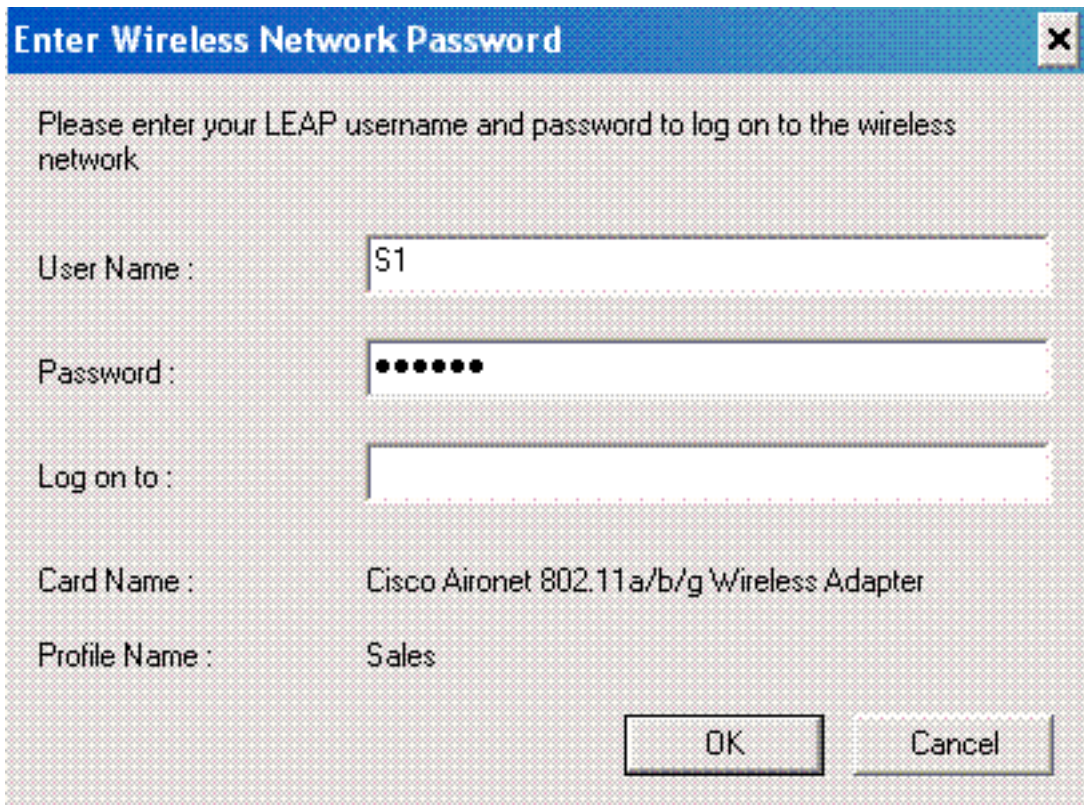 Enter Wireless Network Password
Please enter your LEAP username and password to log on to the wireless
network
User Name : S1
Password : ••••••
Log on to :
Card Name : Cisco Aironet 802.11a/b/g Wireless Adapter
Profile Name : Sales
OK Cancel